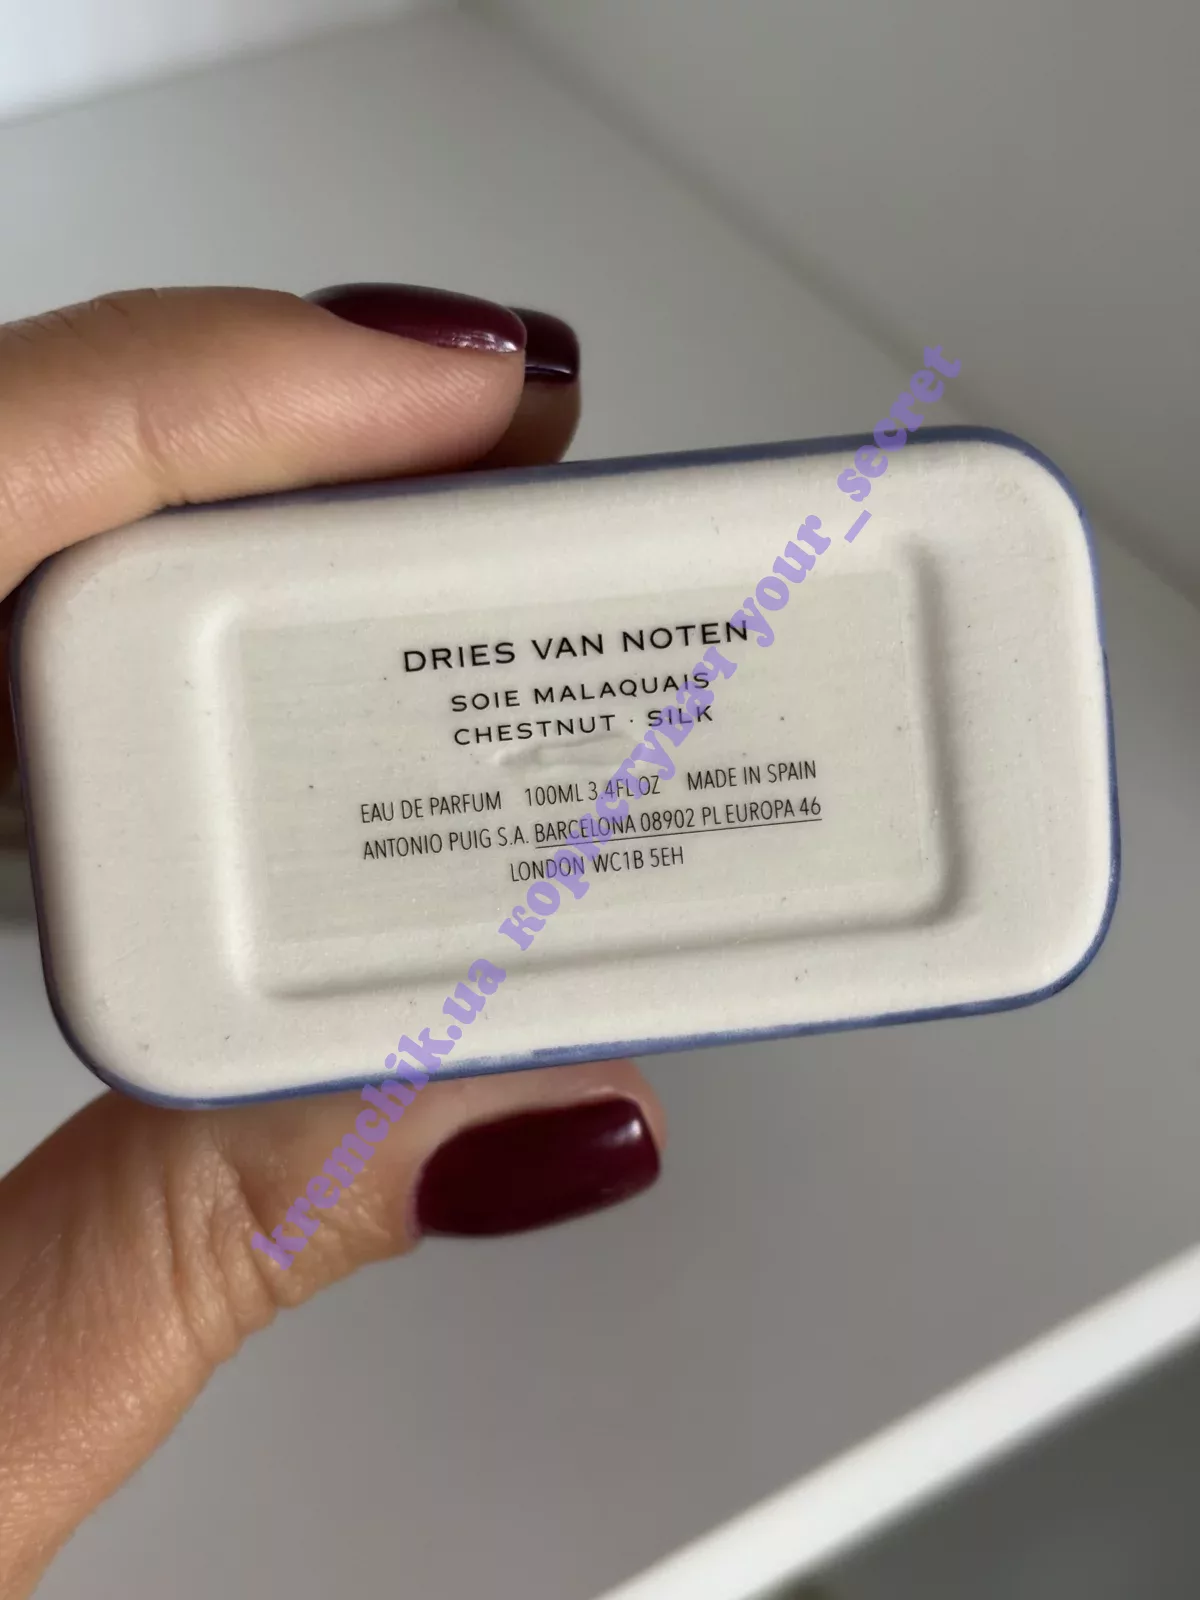 DRIES VAN NOTEN
SOIE MALAQUAIS
CHESTNUT · SILK
EAU DE PARFUM 100ML 3.4FL OZ MADE IN SPAIN
ANTONIO PUIG S.A. BARCELONA 08902 PL EUROPA 46
LONDON WC1B 5EH
kremchik.ua користувач your_secret